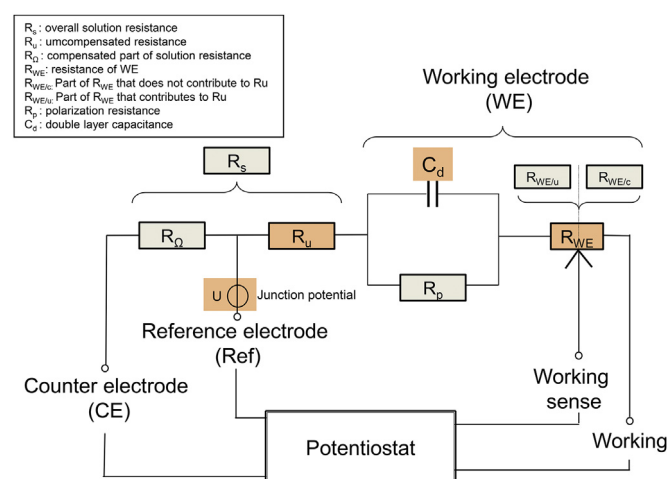 Rs : overall solution resistance
Ru : umcompensated resistance
RΩ : compensated part of solution resistance
RWE: resistance of WE
RWE/c: Part of RWE that does not contribute to Ru
RWE/u: Part of RWE that contributes to Ru
Rp : polarization resistance
Cd : double layer capacitance
Working electrode
(WE)
Rs
Cd
RWE/u
RWE/c
RΩ
Ru
RWE
Rp
U
Junction potential
Reference electrode
(Ref)
Counter electrode
(CE)
Working
sense
Working
Potentiostat